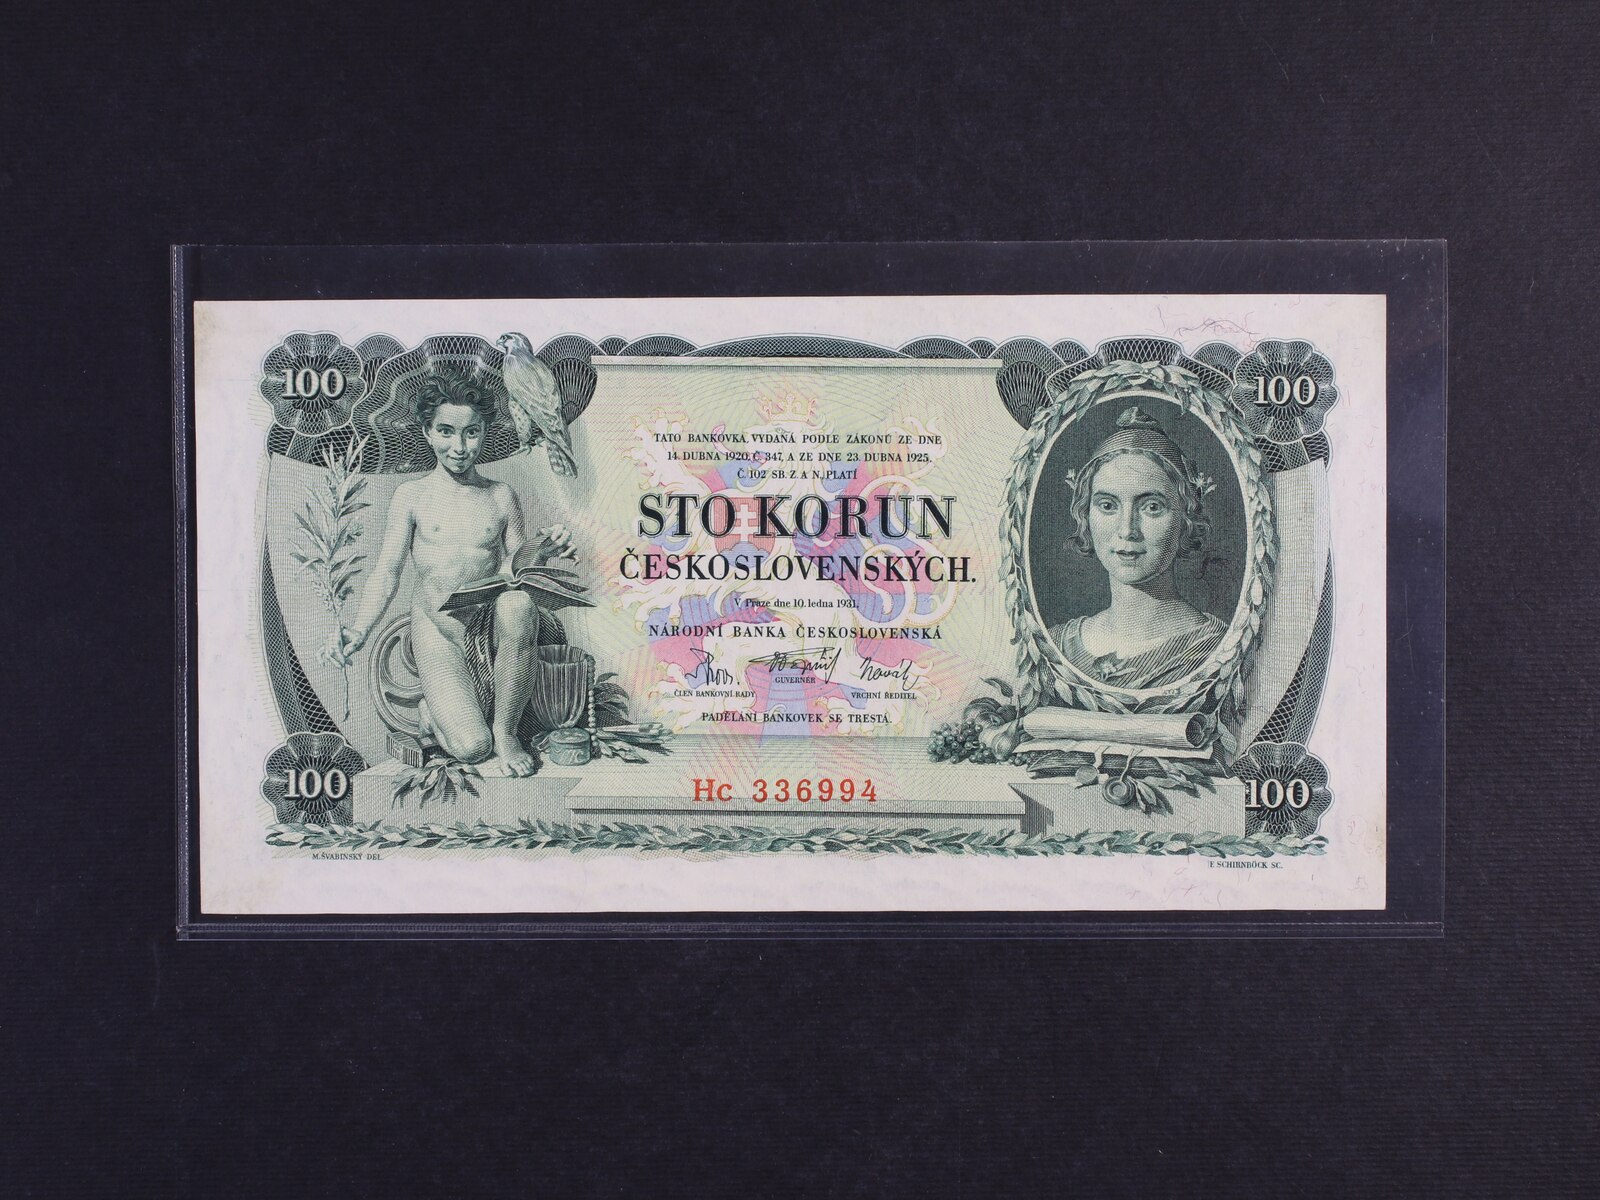 100
100
TATO BANKOVKA, VYDANÁ PODLE ZÁKONŮ ZE DNE
14. DUBNA 1920, Č. 347, A ZE DNE 23. DUBNA 1925,
Č. 102 SB. Z. A N., PLATÍ
STO KORUN
ČESKOSLOVENSKÝCH.
V Praze dne 10. ledna 1931.
NÁRODNÍ BANKA ČESKOSLOVENSKÁ
Novák
ČLEN BANKOVNÍ RADY
GUVERNÉR
VRCHNÍ ŘEDITEL
PADĚLÁNÍ BANKOVEK SE TRESTÁ.
100
Hc 336994
100
M. ŠVABINSKÝ DEL.
E SCHIRNBÖCK SC.